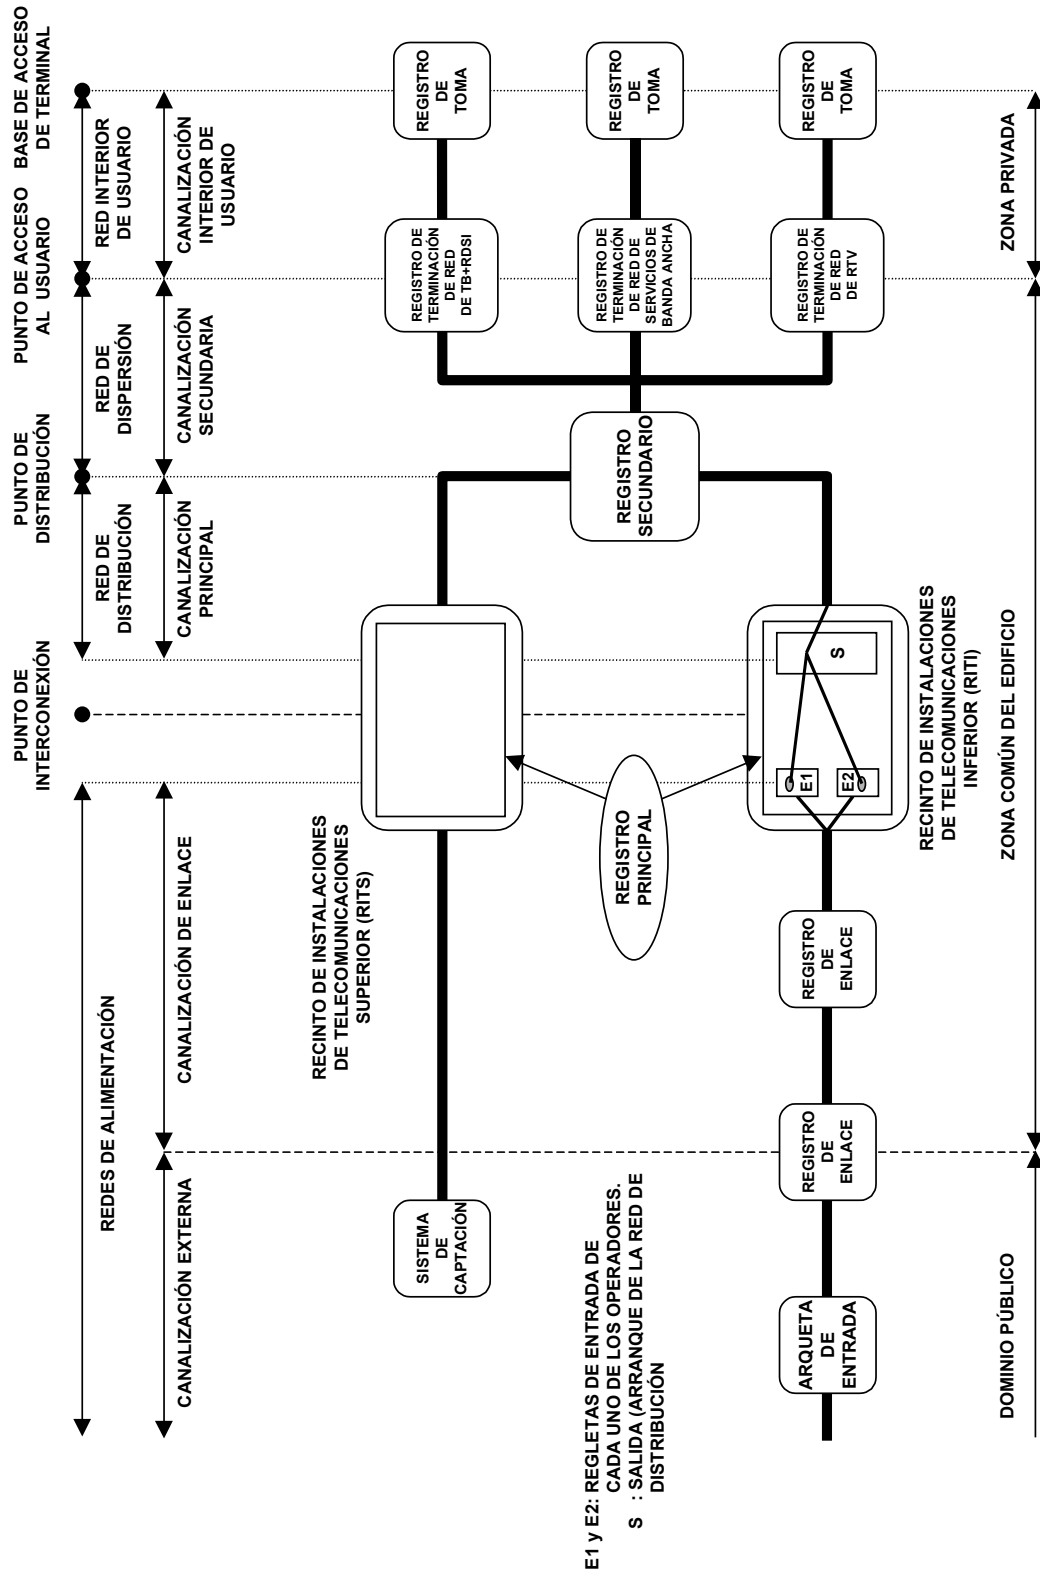 PUNTO DE
INTERCONEXIÓN
PUNTO DE
DISTRIBUCIÓN
PUNTO DE ACCESO
AL USUARIO
BASE DE ACCESO
DE TERMINAL
REDES DE ALIMENTACIÓN
RED DE
DISTRIBUCIÓN
RED DE
DISPERSIÓN
RED INTERIOR
DE USUARIO
CANALIZACIÓN EXTERNA
CANALIZACIÓN DE ENLACE
CANALIZACIÓN
PRINCIPAL
CANALIZACIÓN
SECUNDARIA
CANALIZACIÓN
INTERIOR DE
USUARIO
RECINTO DE INSTALACIONES
DE TELECOMUNICACIONES
SUPERIOR (RITS)
SISTEMA
DE
CAPTACIÓN
REGISTRO DE
TERMINACIÓN
DE RED
DE TB+RDSI
REGISTRO
DE
TOMA
REGISTRO
PRINCIPAL
REGISTRO
SECUNDARIO
REGISTRO DE
TERMINACIÓN
DE RED DE
SERVICIOS DE
BANDA ANCHA
REGISTRO
DE
TOMA
E1 y E2: REGLETAS DE ENTRADA DE
CADA UNO DE LOS OPERADORES.
S : SALIDA (ARRANQUE DE LA RED DE
DISTRIBUCIÓN
ARQUETA
DE
ENTRADA
REGISTRO
DE
ENLACE
REGISTRO
DE
ENLACE
E1
E2
S
REGISTRO DE
TERMINACIÓN
DE RED
DE RTV
REGISTRO
DE
TOMA
RECINTO DE INSTALACIONES
DE TELECOMUNICACIONES
INFERIOR (RITI)
DOMINIO PÚBLICO
ZONA COMÚN DEL EDIFICIO
ZONA PRIVADA